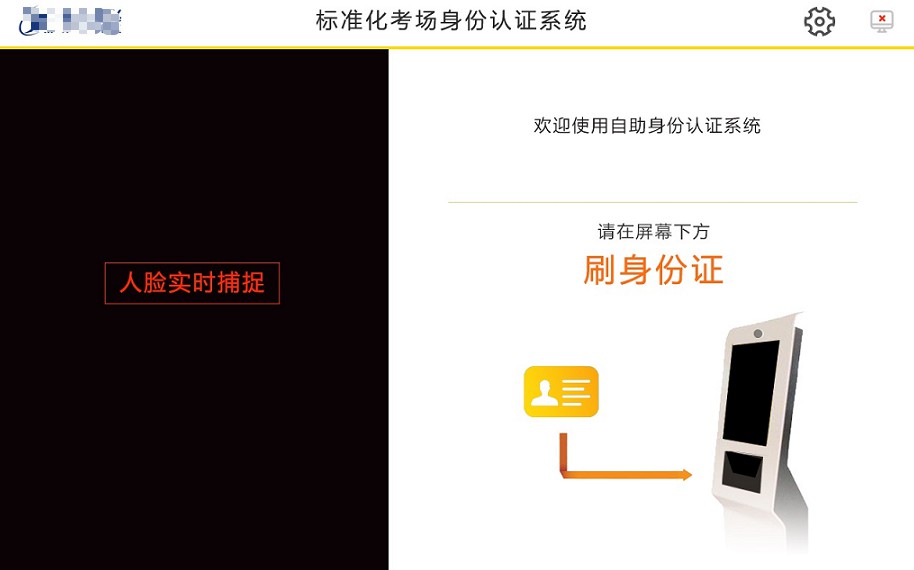 标准化考场身份认证系统
人脸实时捕捉
欢迎使用自助身份认证系统
请在屏幕下方
刷身份证